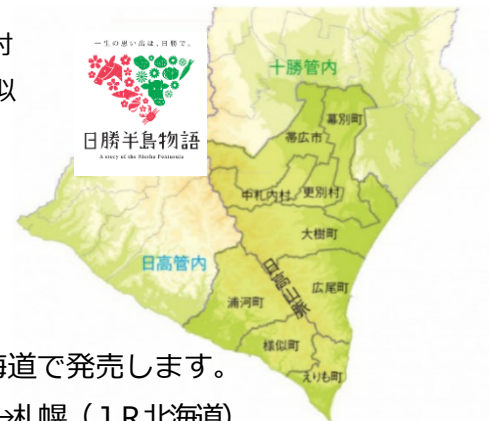 付
似
一生の思い出は、日勝で。
日勝半島物語
A story of the Hissho Peninsula
十勝管内
幕別町
帯広市
中札内村
更別村
大樹町
日高管内
日高山脈
広尾町
浦河町
様似町
えりも町
海道で発売します。
→札幌（ＪＲ北海道）